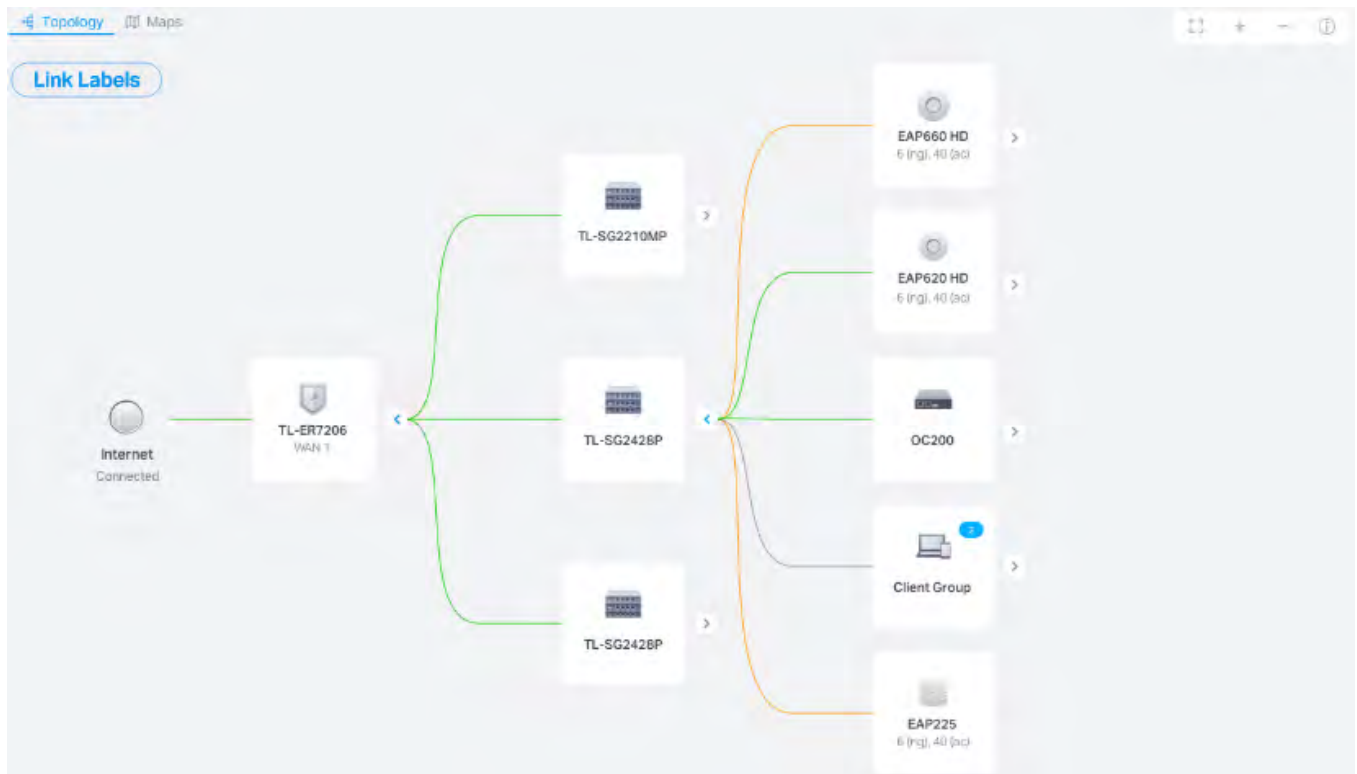 Topology
Maps
Link Labels
EAP660 HD
6 (ng), 40 (ac)
TL-SG2210MP
EAP620 HD
6 (ng), 40 (ac)
Internet
Connected
TL-ER7206
WAN 1
TL-SG2428P
OC200
2
Client Group
TL-SG2428P
EAP225
6 (ng), 40 (ac)